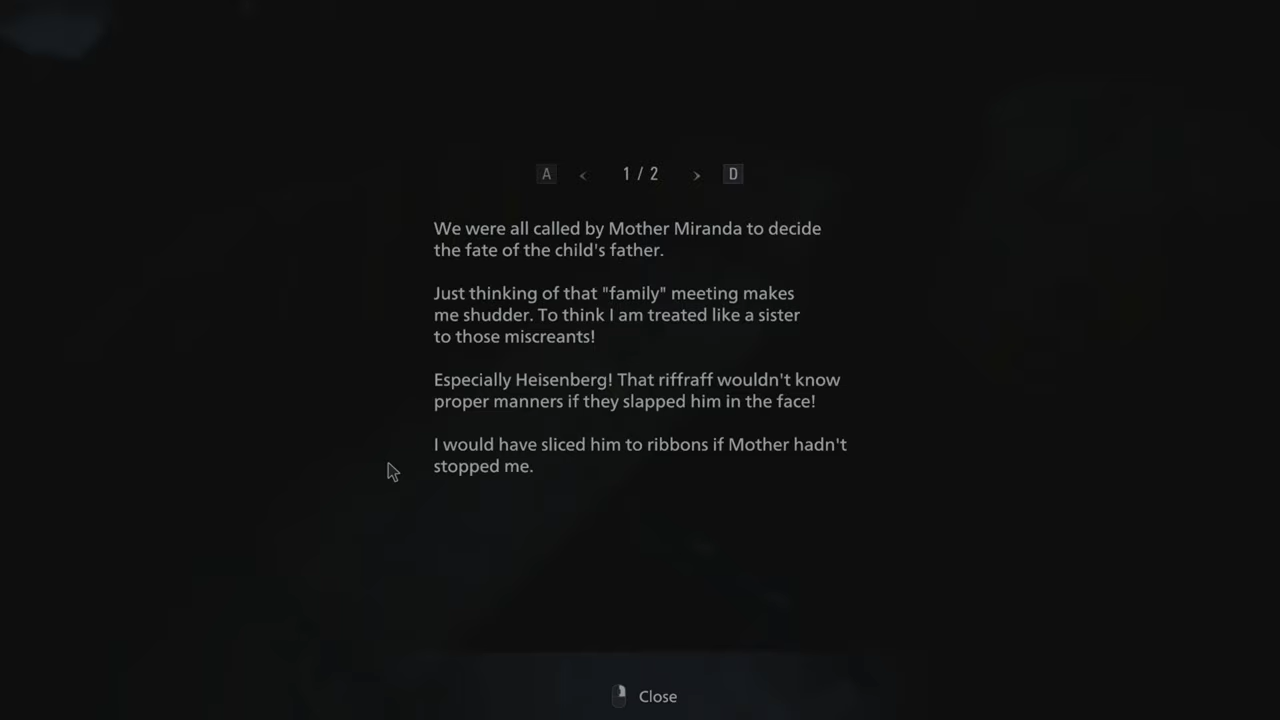 A < 1 / 2 > D
We were all called by Mother Miranda to decide
the fate of the child's father.
Just thinking of that "family" meeting makes
me shudder. To think I am treated like a sister
to those miscreants!
Especially Heisenberg! That riffraff wouldn't know
proper manners if they slapped him in the face!
I would have sliced him to ribbons if Mother hadn't
stopped me.
Close